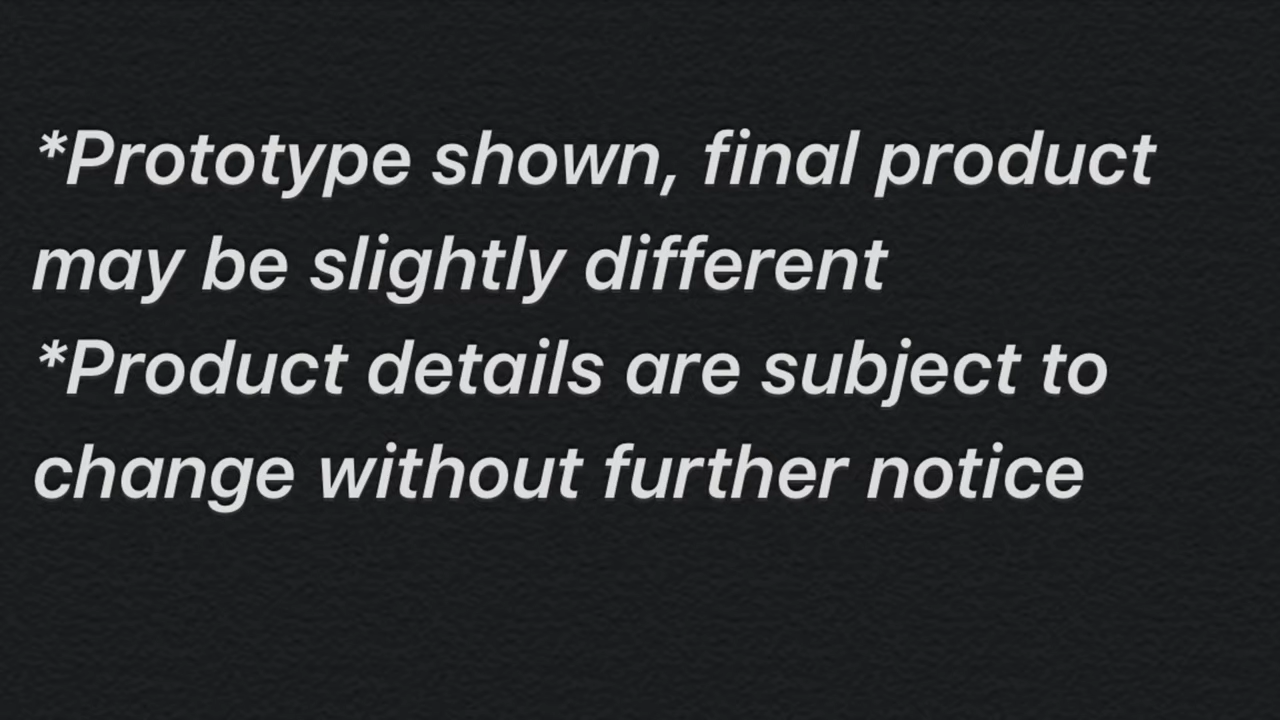 *Prototype shown, final product
may be slightly different
*Product details are subject to
change without further notice